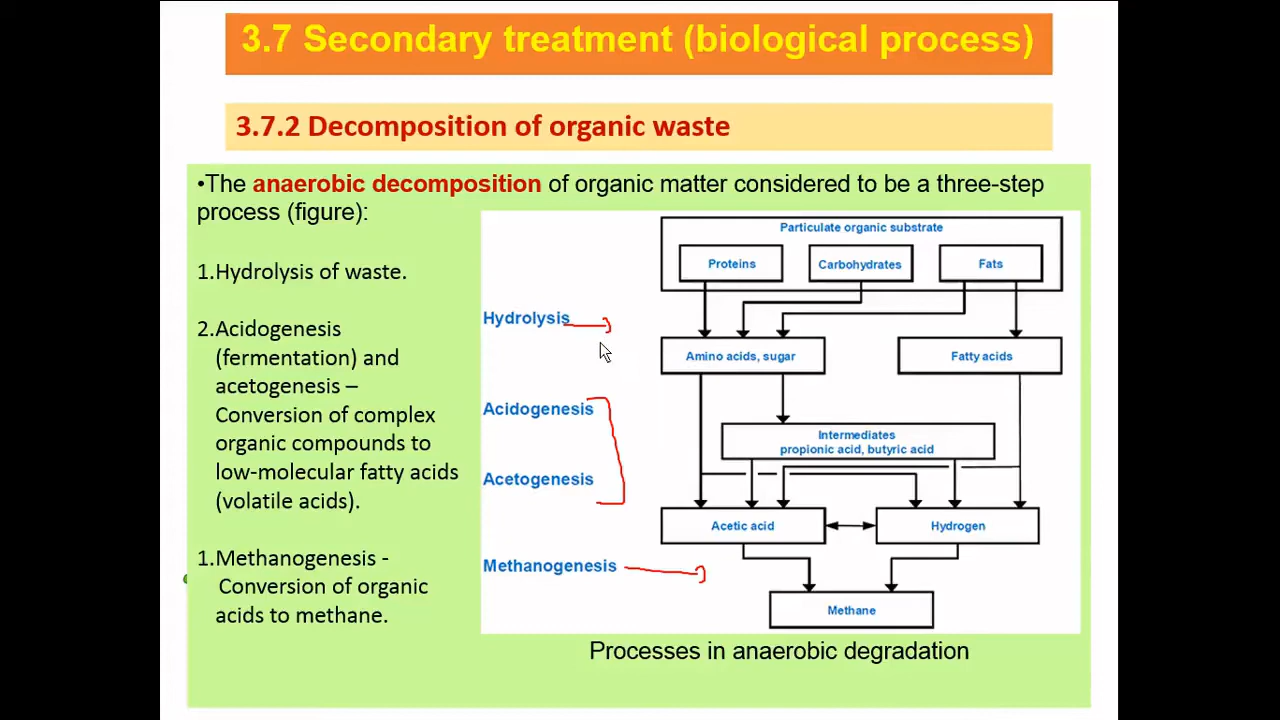 3.7 Secondary treatment (biological process)
3.7.2 Decomposition of organic waste
•The anaerobic decomposition of organic matter considered to be a three-step
process (figure):
1.Hydrolysis of waste.
2.Acidogenesis
(fermentation) and
acetogenesis –
Conversion of complex
organic compounds to
low-molecular fatty acids
(volatile acids).
1.Methanogenesis -
Conversion of organic
acids to methane.
Particulate organic substrate
Proteins
Carbohydrates
Fats
Hydrolysis
Amino acids, sugar
Fatty acids
Acidogenesis
Intermediates
propionic acid, butyric acid
Acetogenesis
Acetic acid
Hydrogen
Methanogenesis
Methane
Processes in anaerobic degradation